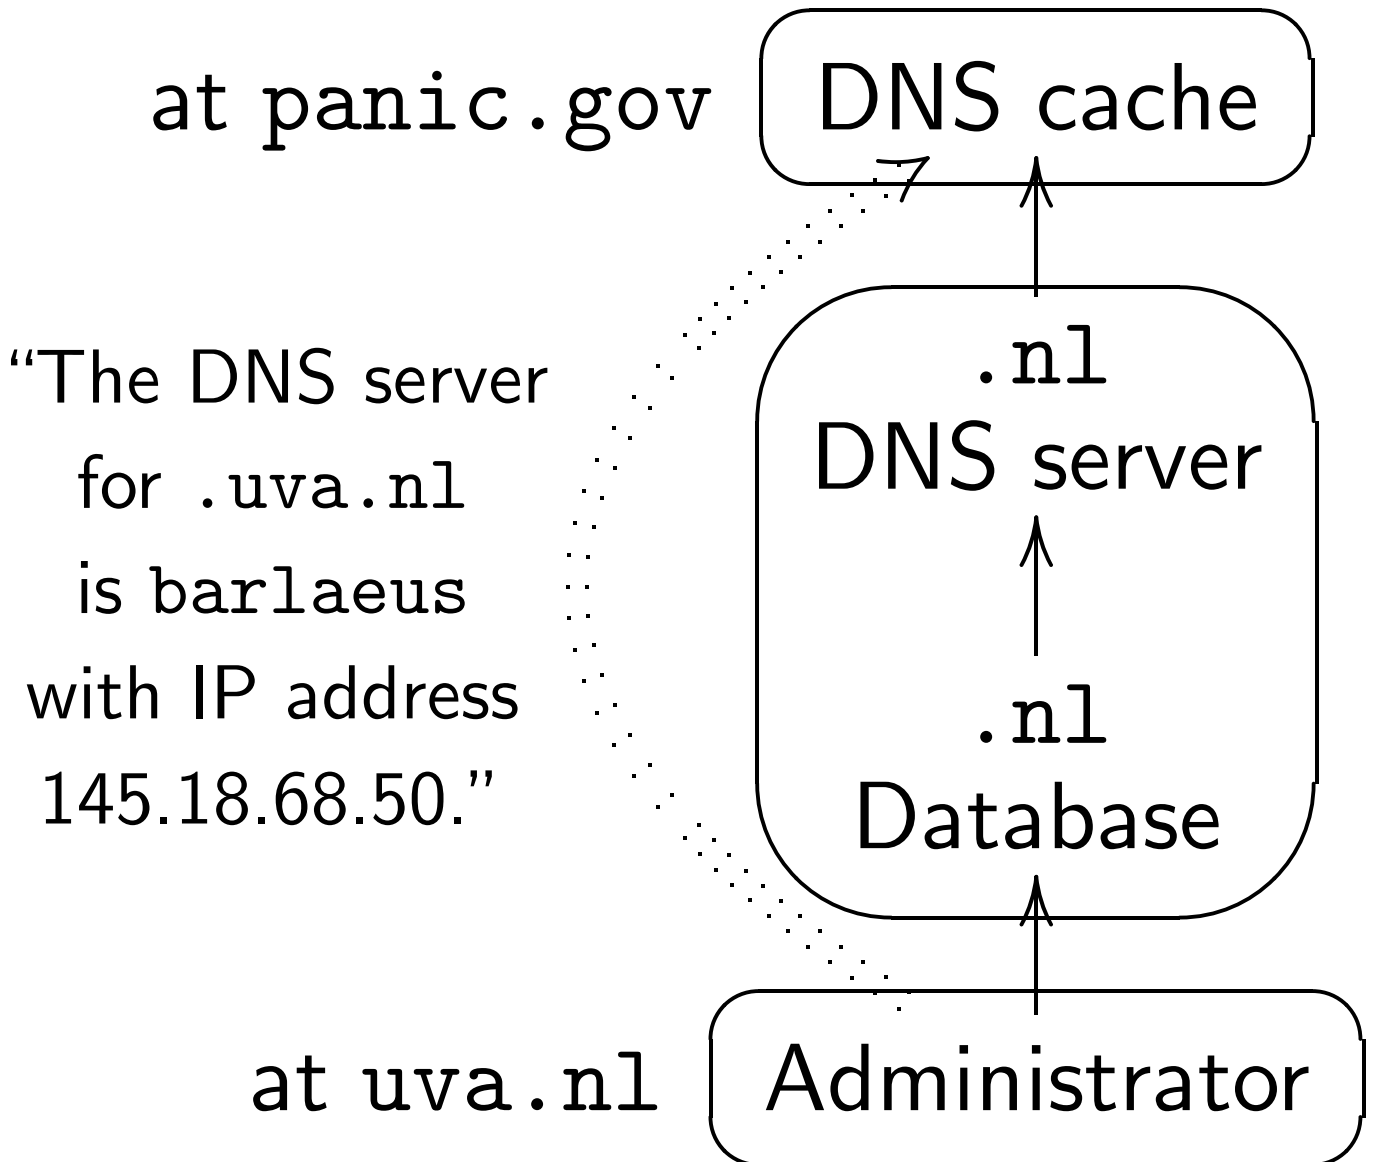 at panic.gov DNS cache
“The DNS server
for .uva.nl
is barlaeus
with IP address
145.18.68.50.”
.nl
DNS server
.nl
Database
at uva.nl Administrator